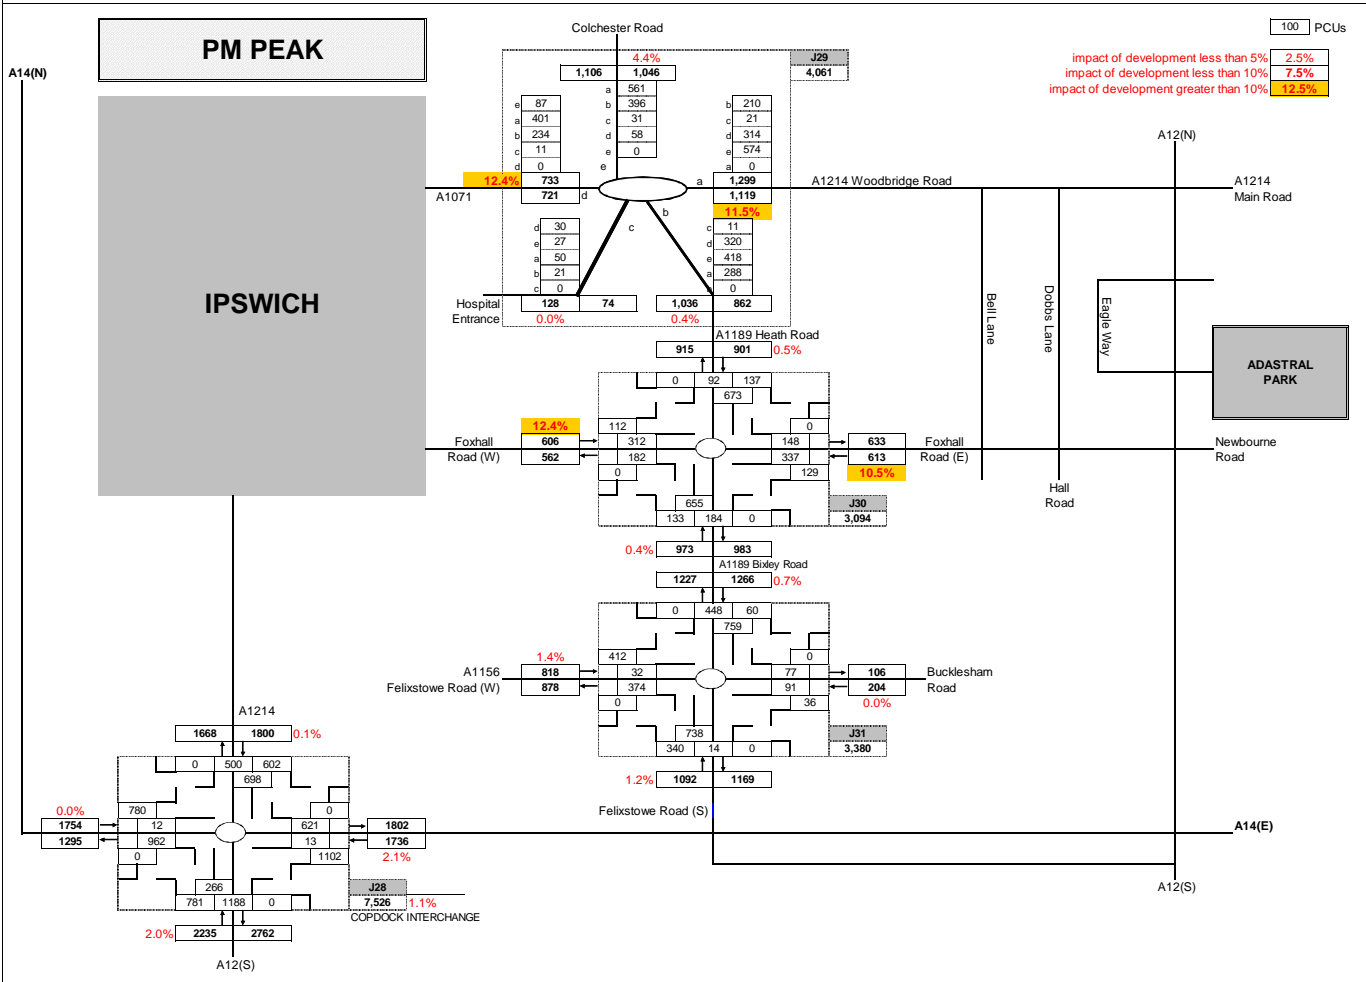 PM PEAK
Colchester Road
100 PCUs
impact of development less than 5% 2.5%
impact of development less than 10% 7.5%
impact of development greater than 10% 12.5%
A14(N)
4.4%
J29
1,106 1,046
4,061
a 561
b 396
c 31
d 58
e 0
e
e 87
a 401
b 234
c 11
d 0
b 210
c 21
d 314
e 574
a 0
A12(N)
12.4% 733
A1071 721 d
a 1,299 A1214 Woodbridge Road
1,119
11.5%
A1214
Main Road
b
c
d 30
e 27
a 50
b 21
c 0
c 11
d 320
e 418
a 288
0
IPSWICH
Hospital
Entrance
128 74
0.0%
1,036 862
0.4%
Bell Lane
Dobbs Lane
Eagle Way
ADASTRAL
PARK
A1189 Heath Road
915 901 0.5%
0 92 137
673
112 0
12.4%
Foxhall
Road (W)
606
562
312
182
0
148
337
129
633
613
10.5%
Foxhall
Road (E)
Newbourne
Road
Hall
Road
655
133 184 0
J30
3,094
0.4% 973 983
A1189 Bixley Road
1227 1266 0.7%
0 448 60
759
412 0
1.4%
A1156
Felixstowe Road (W)
818
878
32
374
0
77
91
36
106
204
0.0%
Bucklesham
Road
738
340 14 0
J31
3,380
1.2% 1092 1169
Felixstowe Road (S)
A1214
1668 1800 0.1%
0 500 602
698
780 0
0.0%
1754
1295
12
962
0
621
13
1102
1802
1736
2.1%
A14(E)
266
781 1188 0
J28
7,526 1.1%
COPDOCK INTERCHANGE
2.0% 2235 2762
A12(S)
A12(S)